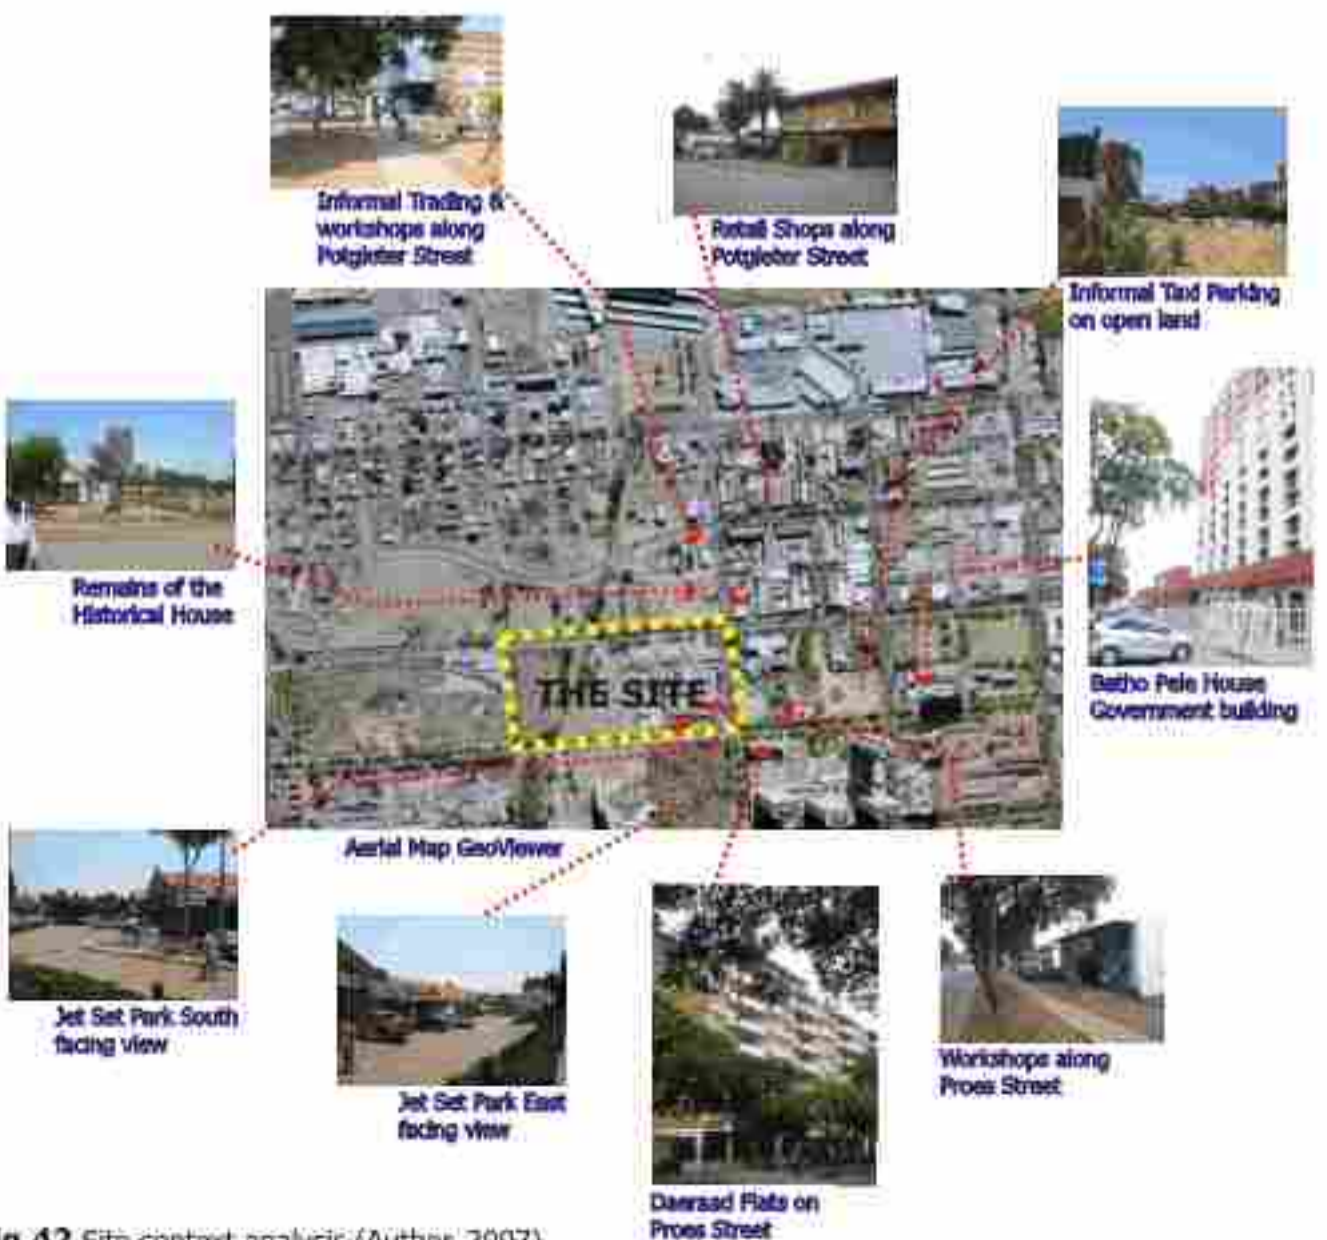 Informal Trading &
workshops along
Potgieter Street
Retail Shops along
Potgieter Street
Informal Taxi Parking
on open land
Remains of the
Historical House
THE SITE
Batho Pele House
Government building
Aerial Map GeoViewer
Jet Set Park South
facing view
Jet Set Park East
facing view
Workshops along
Proes Street
Flats on
Proes Street
42 Site context analysis (Author, 2007)